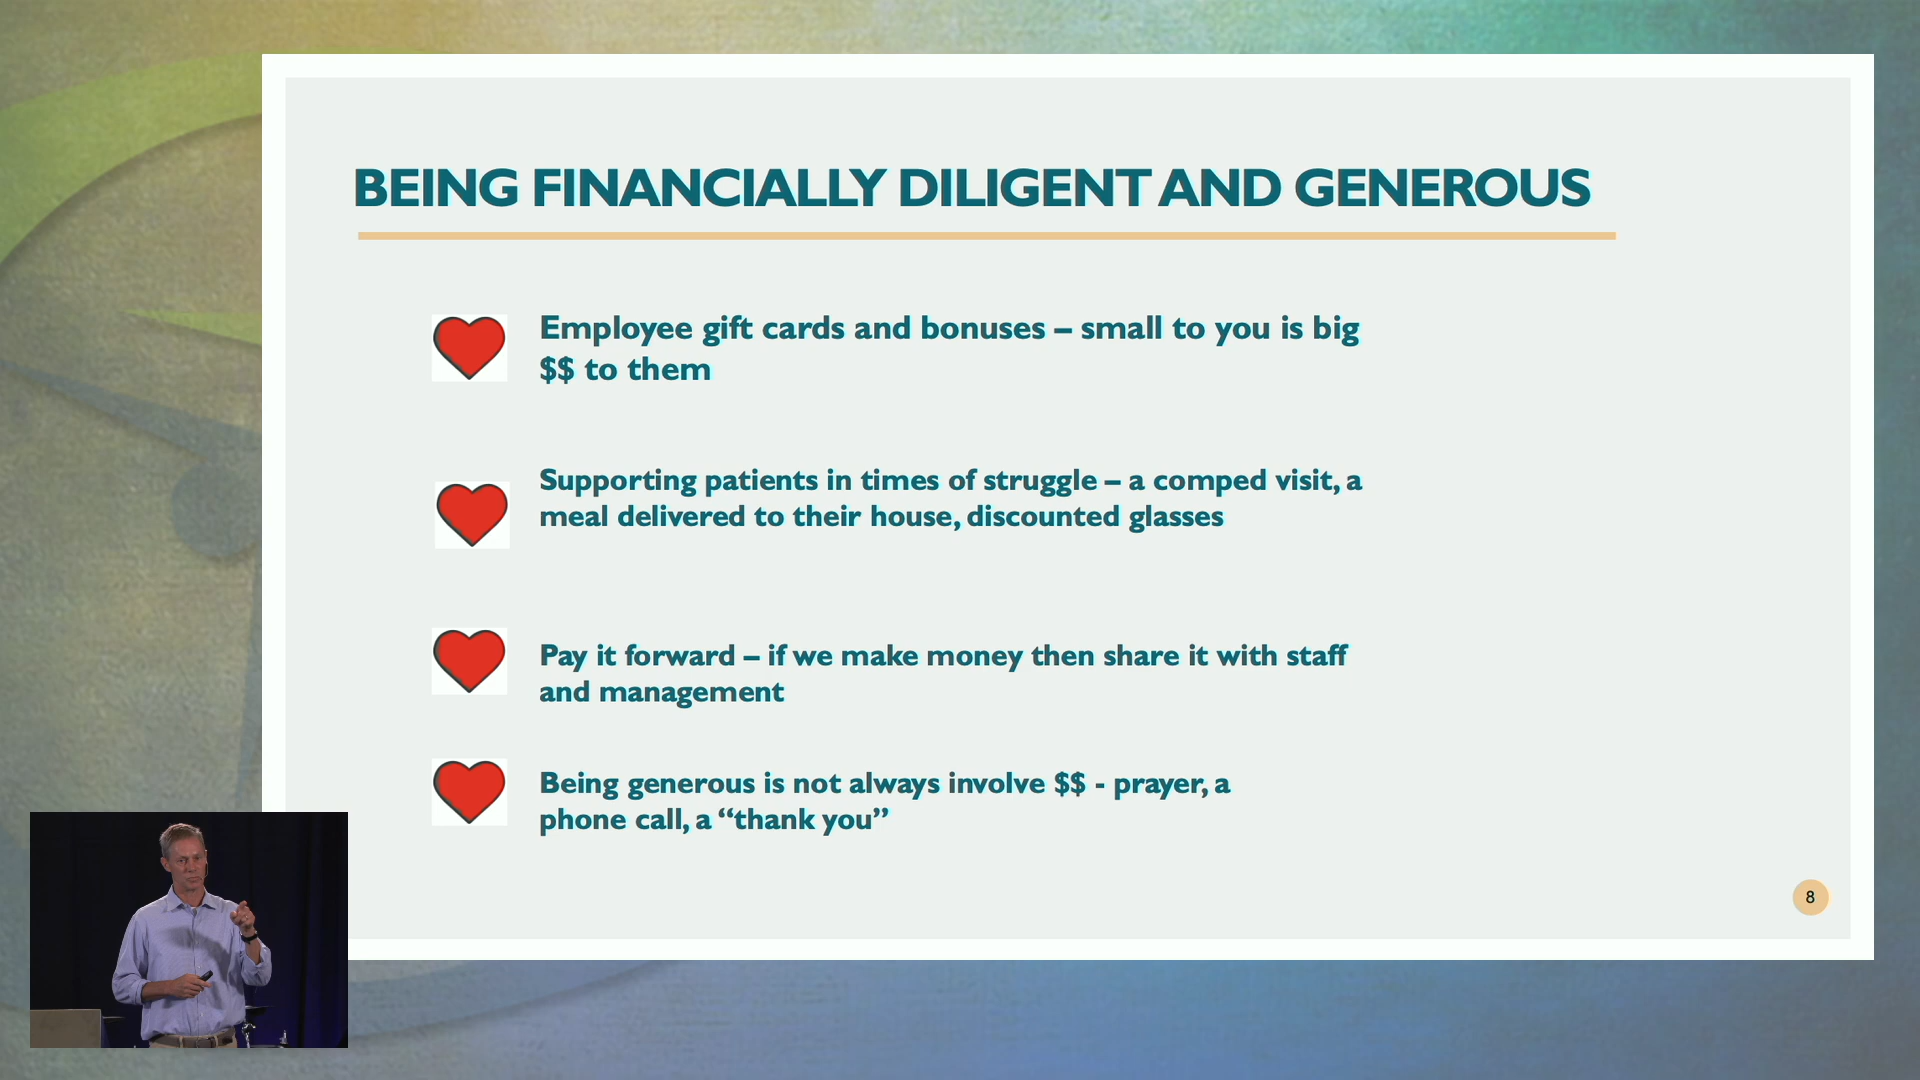 BEING FINANCIALLY DILIGENT AND GENEROUS
Employee gift cards and bonuses – small to you is big
$$ to them
Supporting patients in times of struggle – a comped visit, a
meal delivered to their house, discounted glasses
Pay it forward – if we make money then share it with staff
and management
Being generous is not always involve $$ - prayer, a
phone call, a “thank you”
8